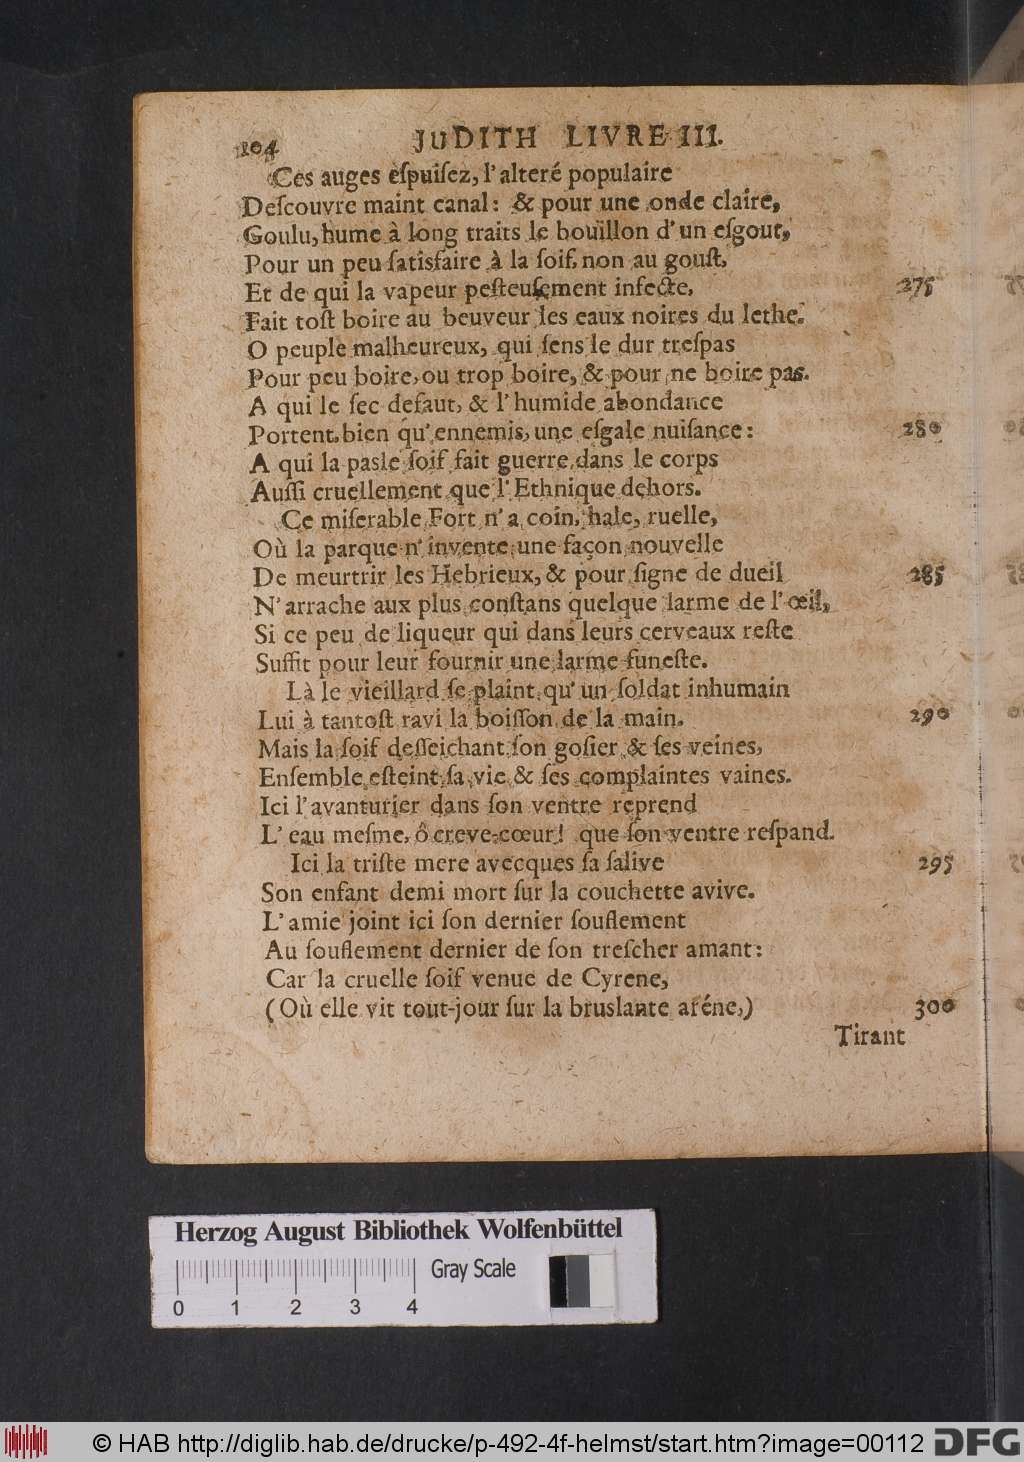 104 JUDITH LIVRE III.
Ces auges eſpuiſez, l'alteré populaire
Deſcouvre maint canal: & pour une onde claire,
Goulu, hume à long traits le bouillon d'un eſgout,
Pour un peu ſatisfaire à la ſoif, non au gouſt,
Et de qui la vapeur peſteuſement infecte, 275
Fait toſt boire au beuveur les eaux noires du lethe.
O peuple malheureux, qui ſens le dur treſpas
Pour peu boire, ou trop boire, & pour ne boire pas.
A qui le ſec defaut, & l'humide abondance
Portent, bien qu'ennemis, une eſgale nuiſance: 280
A qui la pasle ſoif fait guerre dans le corps
Auſſi cruellement que l'Ethnique dehors.
Ce miſerable Fort n'a coin, hale, ruelle,
Où la parque n'invente une façon nouvelle
De meurtrir les Hebrieux, & pour ſigne de dueil 285
N'arrache aux plus conſtans quelque larme de l'œil,
Si ce peu de liqueur qui dans leurs cerveaux reſte
Suffit pour leur fournir une larme funeſte.
Là le vieillard ſe plaint qu'un ſoldat inhumain
Lui à tantoſt ravi la boiſſon de la main. 290
Mais la ſoif deſſeichant ſon goſier & ſes veines,
Enſemble eſteint ſa vie & ſes complaintes vaines.
Ici l'avanturier dans ſon ventre reprend
L'eau meſme, ô creve-cœur! que ſon ventre reſpand.
Ici la triſte mere avecques ſa ſalive 295
Son enfant demi mort ſur la couchette avive.
L'amie joint ici ſon dernier ſouflement
Au ſouflement dernier de ſon treſcher amant:
Car la cruelle ſoif venue de Cyrene,
(Où elle vit tout-jour ſur la bruslante aréne,) 300
Tirant
Herzog August Bibliothek Wolfenbüttel
Gray Scale
0 1 2 3 4
© HAB http://diglib.hab.de/drucke/p-492-4f-helmst/start.htm?image=00112 DFG